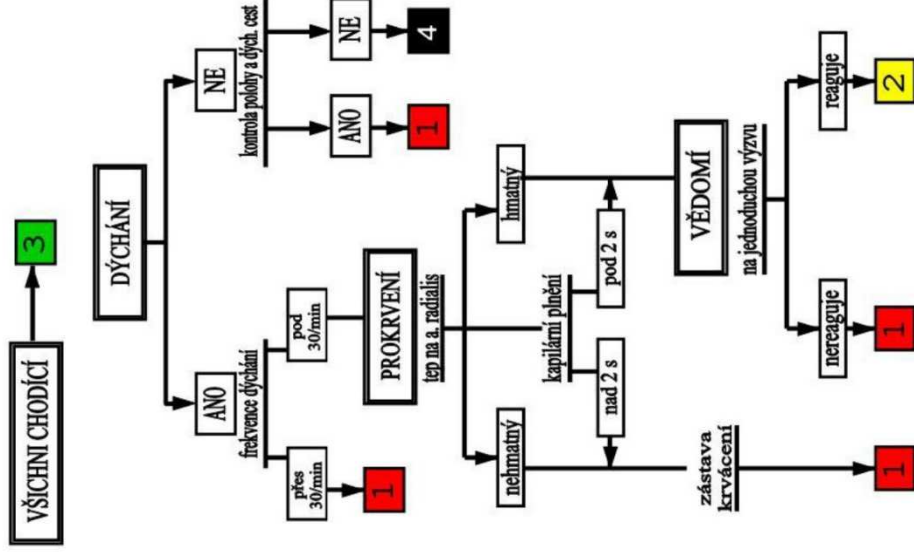 VŠICHNI CHODÍCÍ
3
DÝCHÁNÍ
ANO
NE
frekvence dýchání
kontrola polohy a dých. cest
přes
30/min
pod
30/min
ANO
NE
1
1
4
PROKRVENÍ
tep na a. radialis
nehmatný
hmatný
kapilární plnění
nad 2 s
pod 2 s
zástava
krvácení
VĚDOMÍ
na jednoduchou výzvu
nereaguje
reaguje
1
1
2